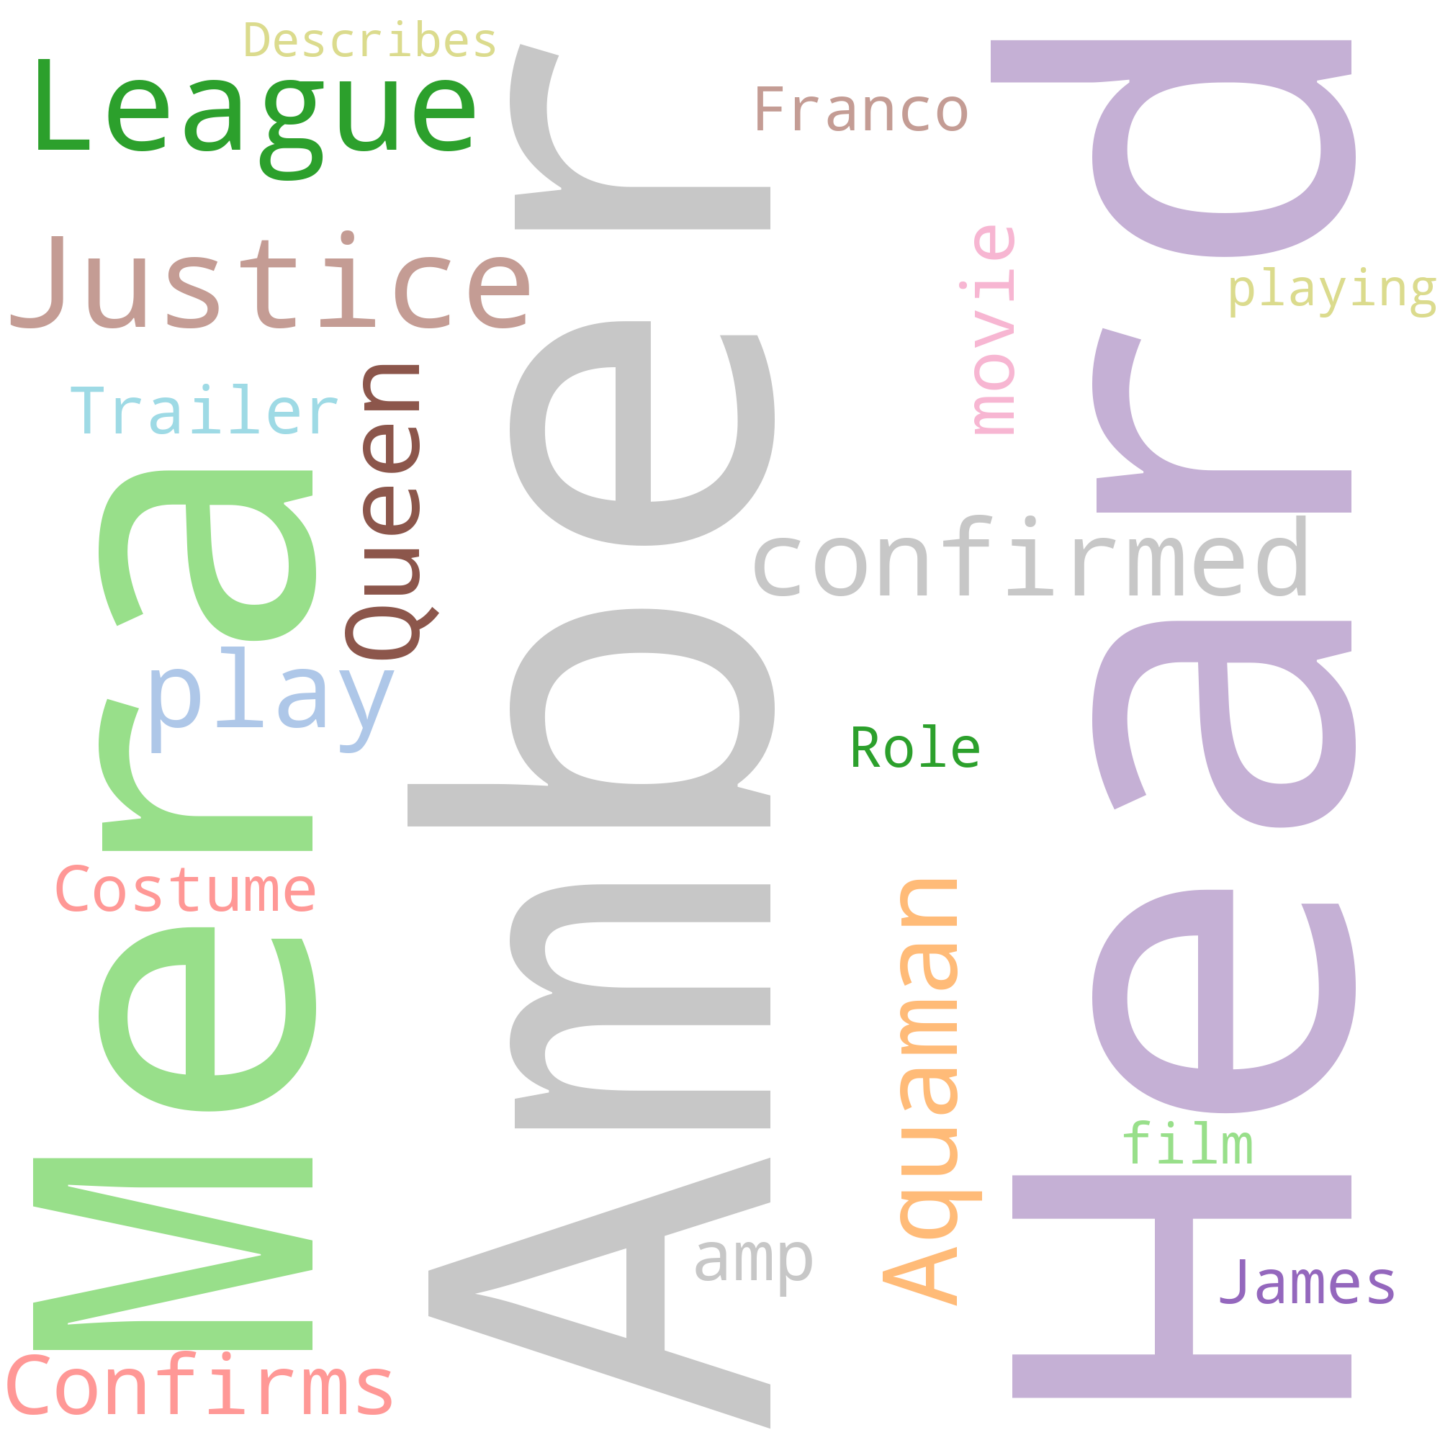 Describes
League
Franco
Justice
movie
playing
Trailer
Queen
Amber
Heard
confirmed
Mera
play
Role
Costume
Aquaman
film
amp
James
Confirms